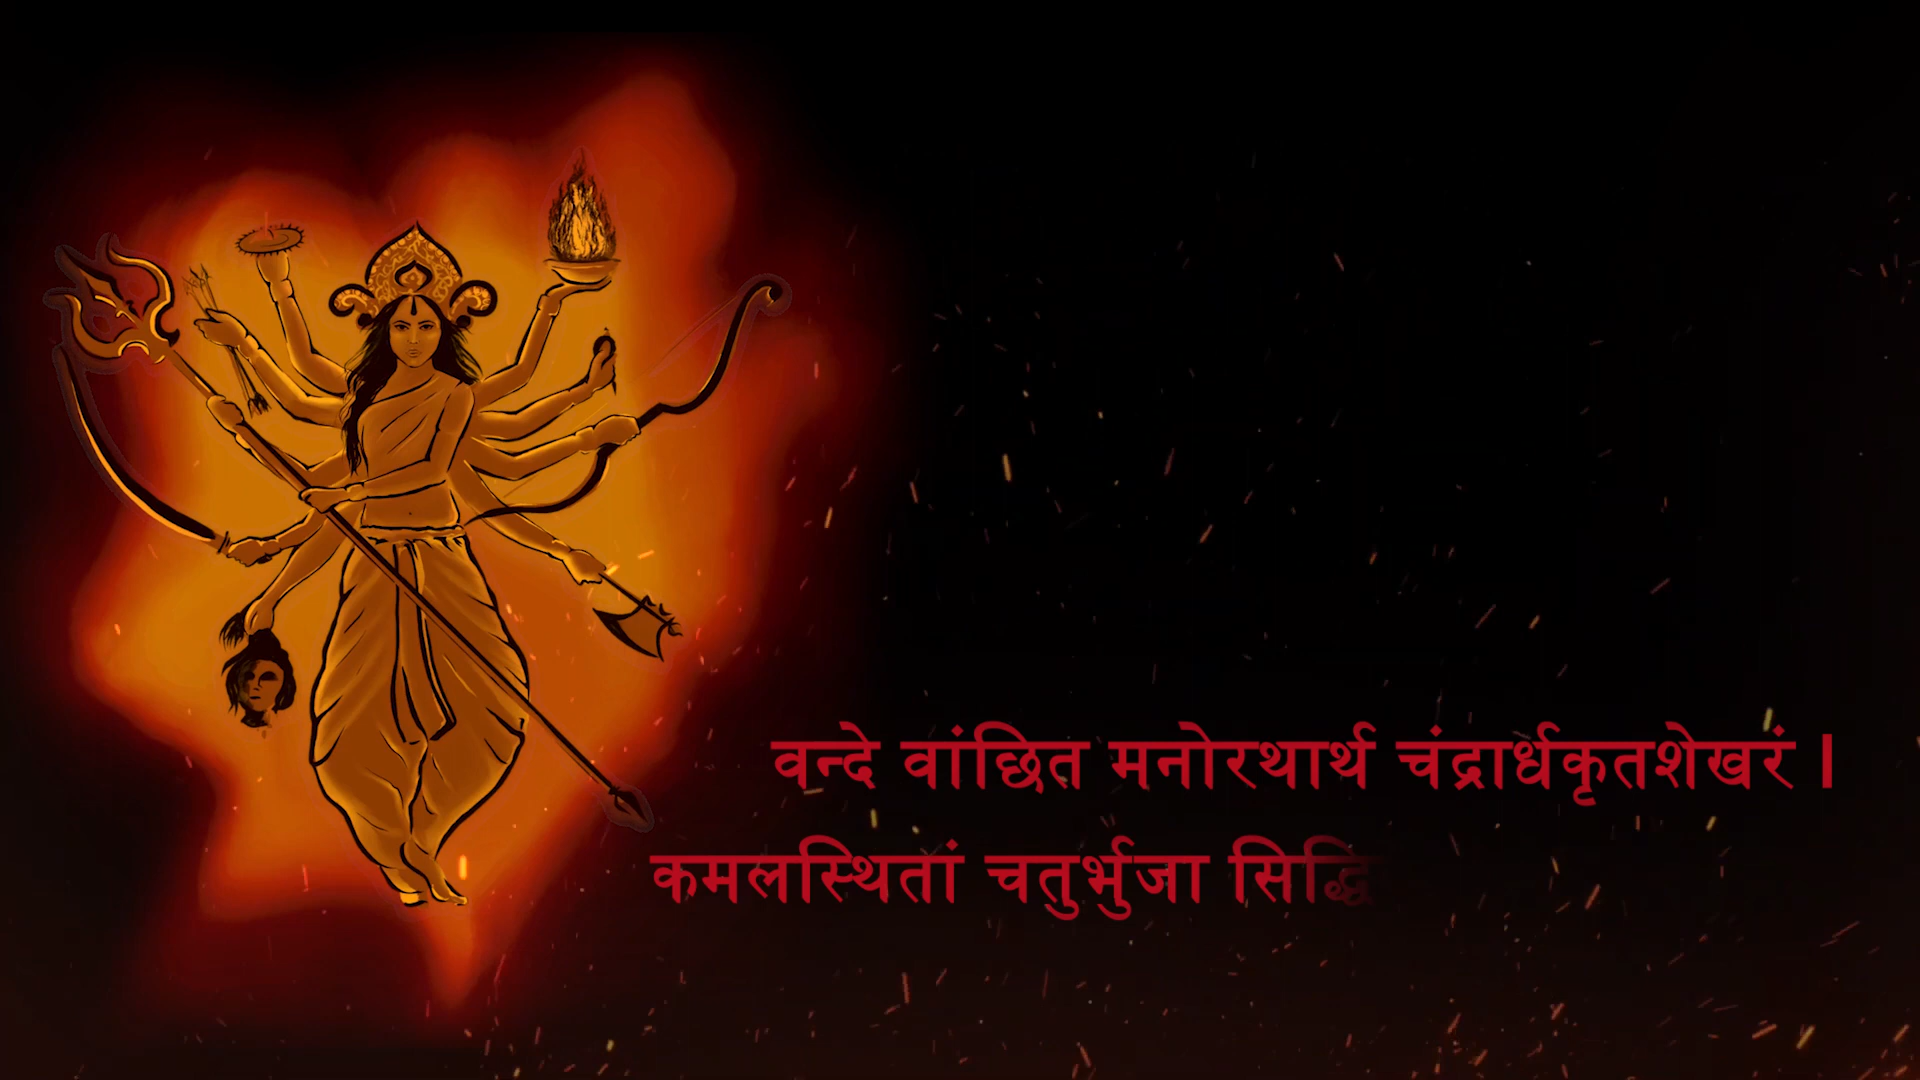 वन्दे वांछित मनोरथार्थ चंद्रार्धकृतशेखरं ।
कमलस्थितां चतुर्भुजा सिद्धि